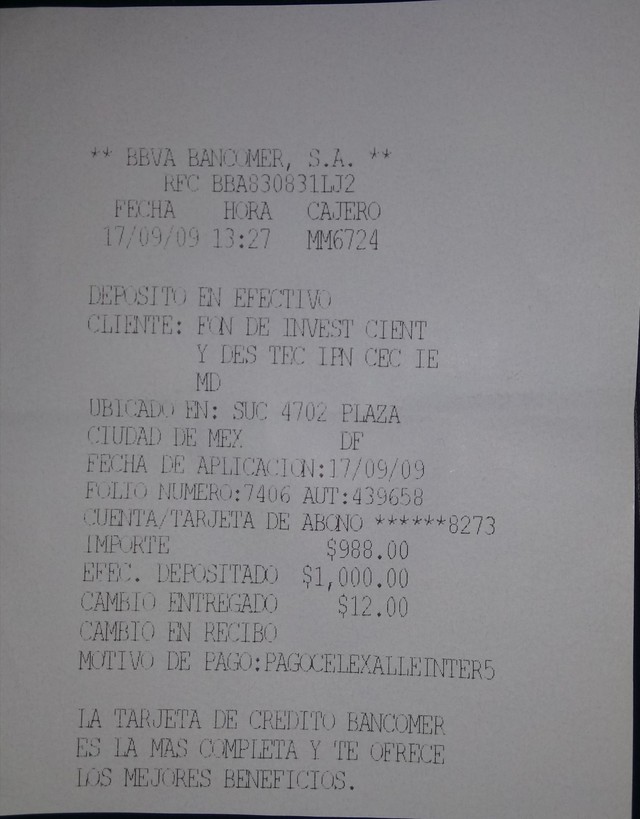 ** BBVA BANCOMER, S.A. **
RFC BBA830831LJ2
FECHA HORA CAJERO
17/09/09 13:27 MM6724
DEPOSITO EN EFECTIVO
CLIENTE: FON DE INVEST CIENT
Y DES TEC IPN CEC IE
MD
UBICADO EN: SUC 4702 PLAZA
CIUDAD DE MEX DF
FECHA DE APLICACION:17/09/09
FOLIO NUMERO:7406 AUT:439658
CUENTA/TARJETA DE ABONO ******8273
IMPORTE $988.00
EFEC. DEPOSITADO $1,000.00
CAMBIO ENTREGADO $12.00
CAMBIO EN RECIBO
MOTIVO DE PAGO:PAGOCELEXALLEINTER5
LA TARJETA DE CREDITO BANCOMER
ES LA MAS COMPLETA Y TE OFRECE
LOS MEJORES BENEFICIOS.